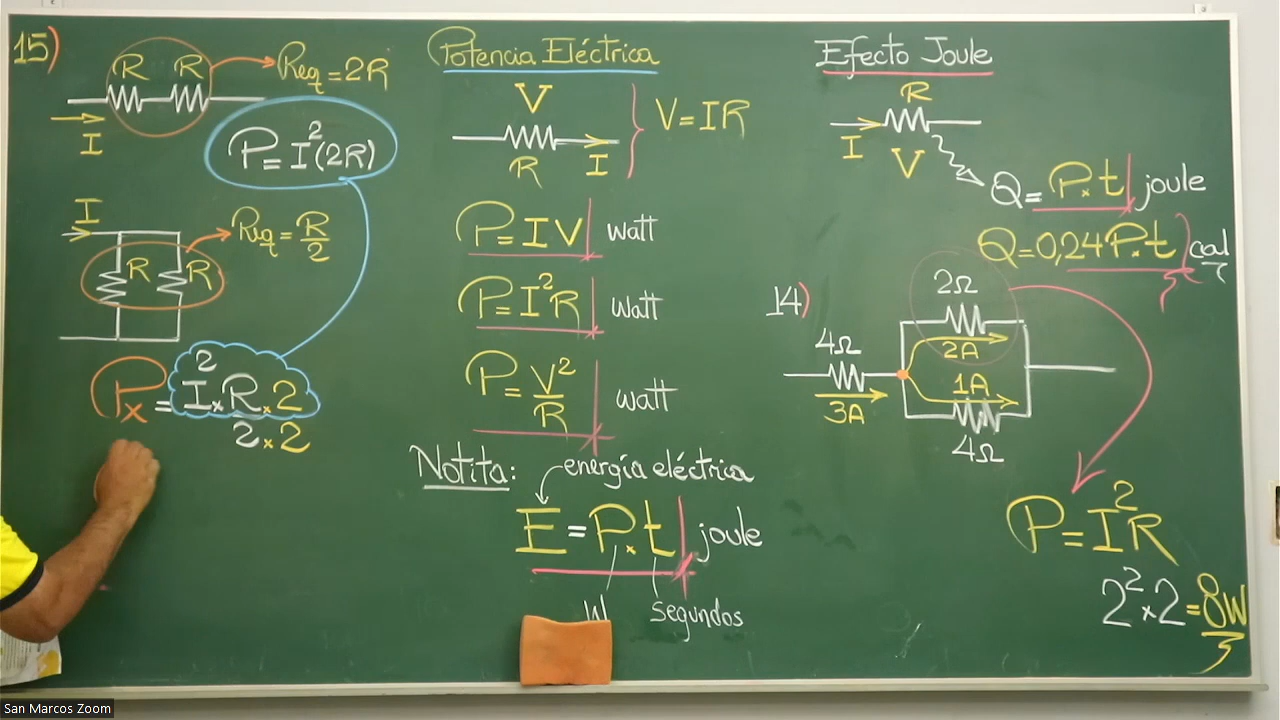 15)
R R
Req = 2R
I
P = I²(2R)
I
Req = R/2
R R
Px = I² x R x 2 / 2 x 2
Potencia Eléctrica
V
R I
V = IR
P = IV watt
P = I²R watt
P = V²/R watt
Notita: energía eléctrica
E = P x t joule
W segundos
Efecto Joule
R
I V
Q = P x t joule
Q = 0,24 P x t cal
14)
2Ω
4Ω 2A
3A 1A
4Ω
P = I²R
2² x 2 = 8W
San Marcos Zoom